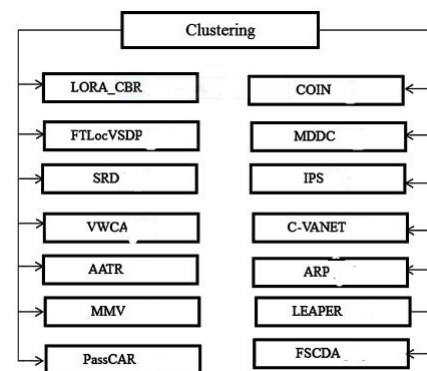 Clustering
LORA_CBR
COIN
FTLocVSDP
MDDC
SRD
IPS
VWCA
C-VANET
AATR
ARP
MMV
LEAPER
PassCAR
FSCDA